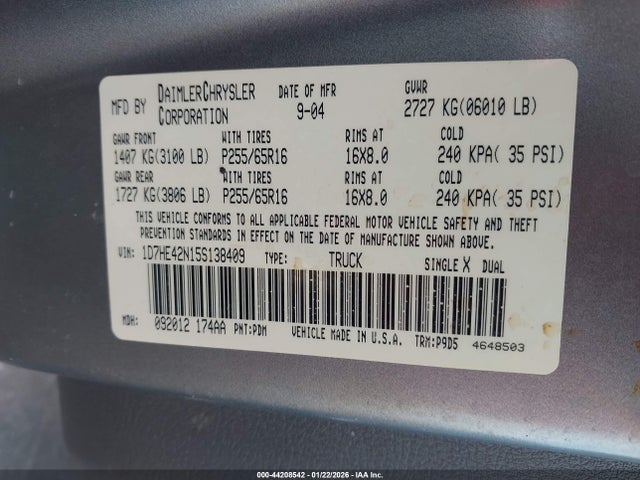 MFD BY DAIMLERCHRYSLER CORPORATION DATE OF MFR 9-04 GVWR 2727 KG(06010 LB)
GAWR FRONT WITH TIRES RIMS AT COLD
1407 KG(3100 LB) P255/65R16 16X8.0 240 KPA( 35 PSI)
GAWR REAR WITH TIRES RIMS AT COLD
1727 KG(3806 LB) P255/65R16 16X8.0 240 KPA( 35 PSI)
THIS VEHICLE CONFORMS TO ALL APPLICABLE FEDERAL MOTOR VEHICLE SAFETY AND THEFT
PREVENTION STANDARDS IN EFFECT ON THE DATE OF MANUFACTURE SHOWN ABOVE.
VIN: 1D7HE42N15S138409 TYPE: TRUCK SINGLE X DUAL
MDH: 092012 174AA PNT:PDM VEHICLE MADE IN U.S.A. TRM:P9D5 4648503
000-44208542 - 01/22/2026 - IAA Inc.